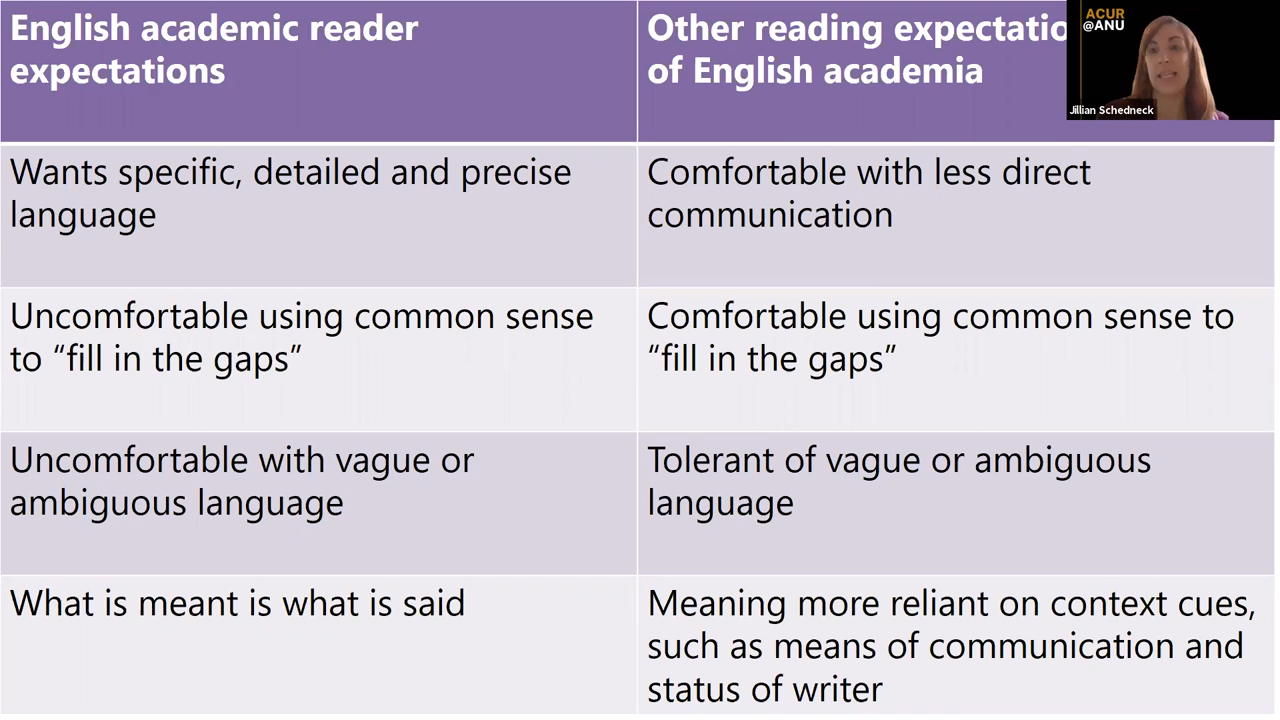 English academic reader
expectations
Other reading
of English academia
ACUR
@ANU
Jillian Schedneck
Wants specific, detailed and precise
language
Comfortable with less direct
communication
Uncomfortable using common sense
to “fill in the gaps”
Comfortable using common sense to
“fill in the gaps”
Uncomfortable with vague or
ambiguous language
Tolerant of vague or ambiguous
language
What is meant is what is said
Meaning more reliant on context cues,
such as means of communication and
status of writer